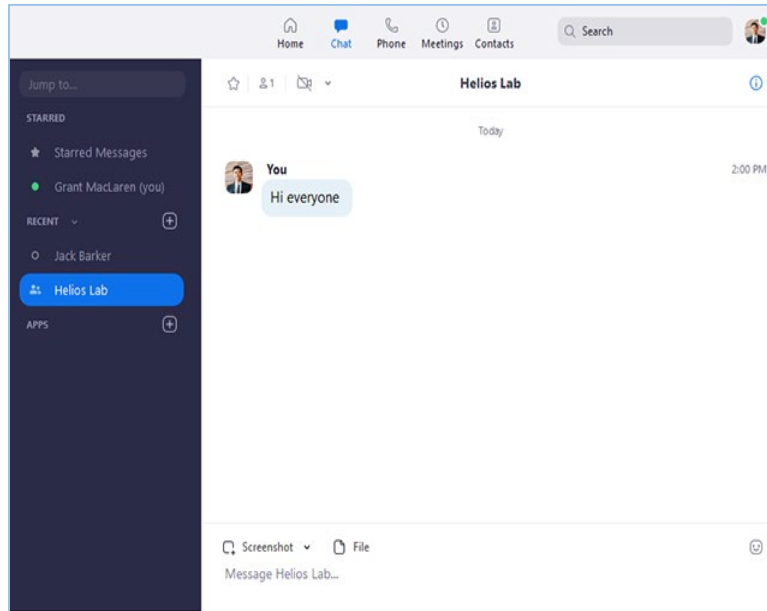 Home Chat Phone Meetings Contacts Search
Jump to...
STARRED
Starred Messages
Grant MacLaren (you)
RECENT
Jack Barker
Helios Lab
APPS
1 Helios Lab
Today
You 2:00 PM
Hi everyone
Screenshot File
Message Helios Lab...